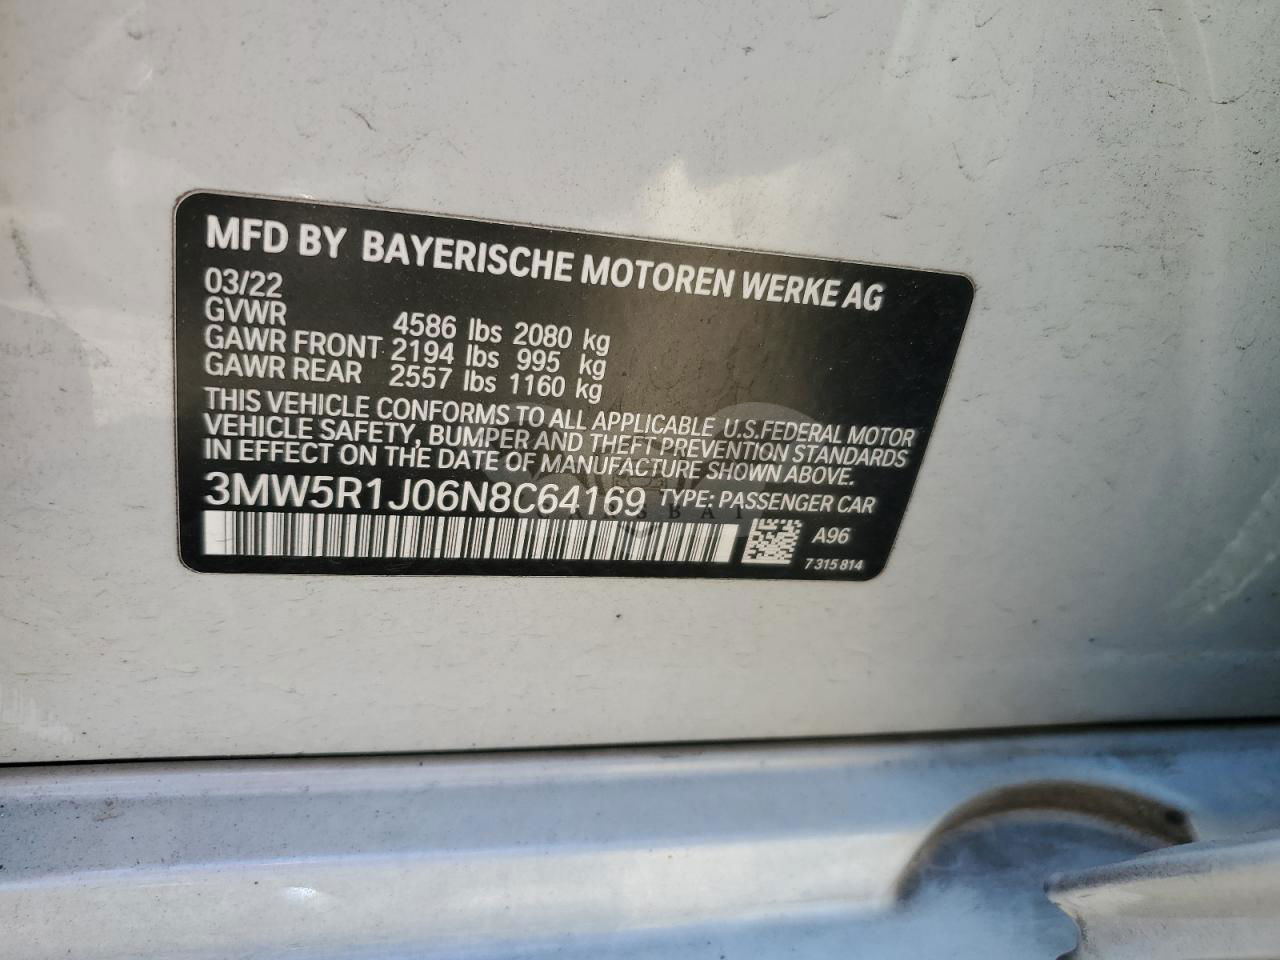 MFD BY BAYERISCHE MOTOREN WERKE AG
03/22
GVWR 4586 lbs 2080 kg
GAWR FRONT 2194 lbs 995 kg
GAWR REAR 2557 lbs 1160 kg
THIS VEHICLE CONFORMS TO ALL APPLICABLE U.S.FEDERAL MOTOR
VEHICLE SAFETY, BUMPER AND THEFT PREVENTION STANDARDS
IN EFFECT ON THE DATE OF MANUFACTURE SHOWN ABOVE.
3MW5R1J06N8C64169 TYPE: PASSENGER CAR
A96
7 315 814